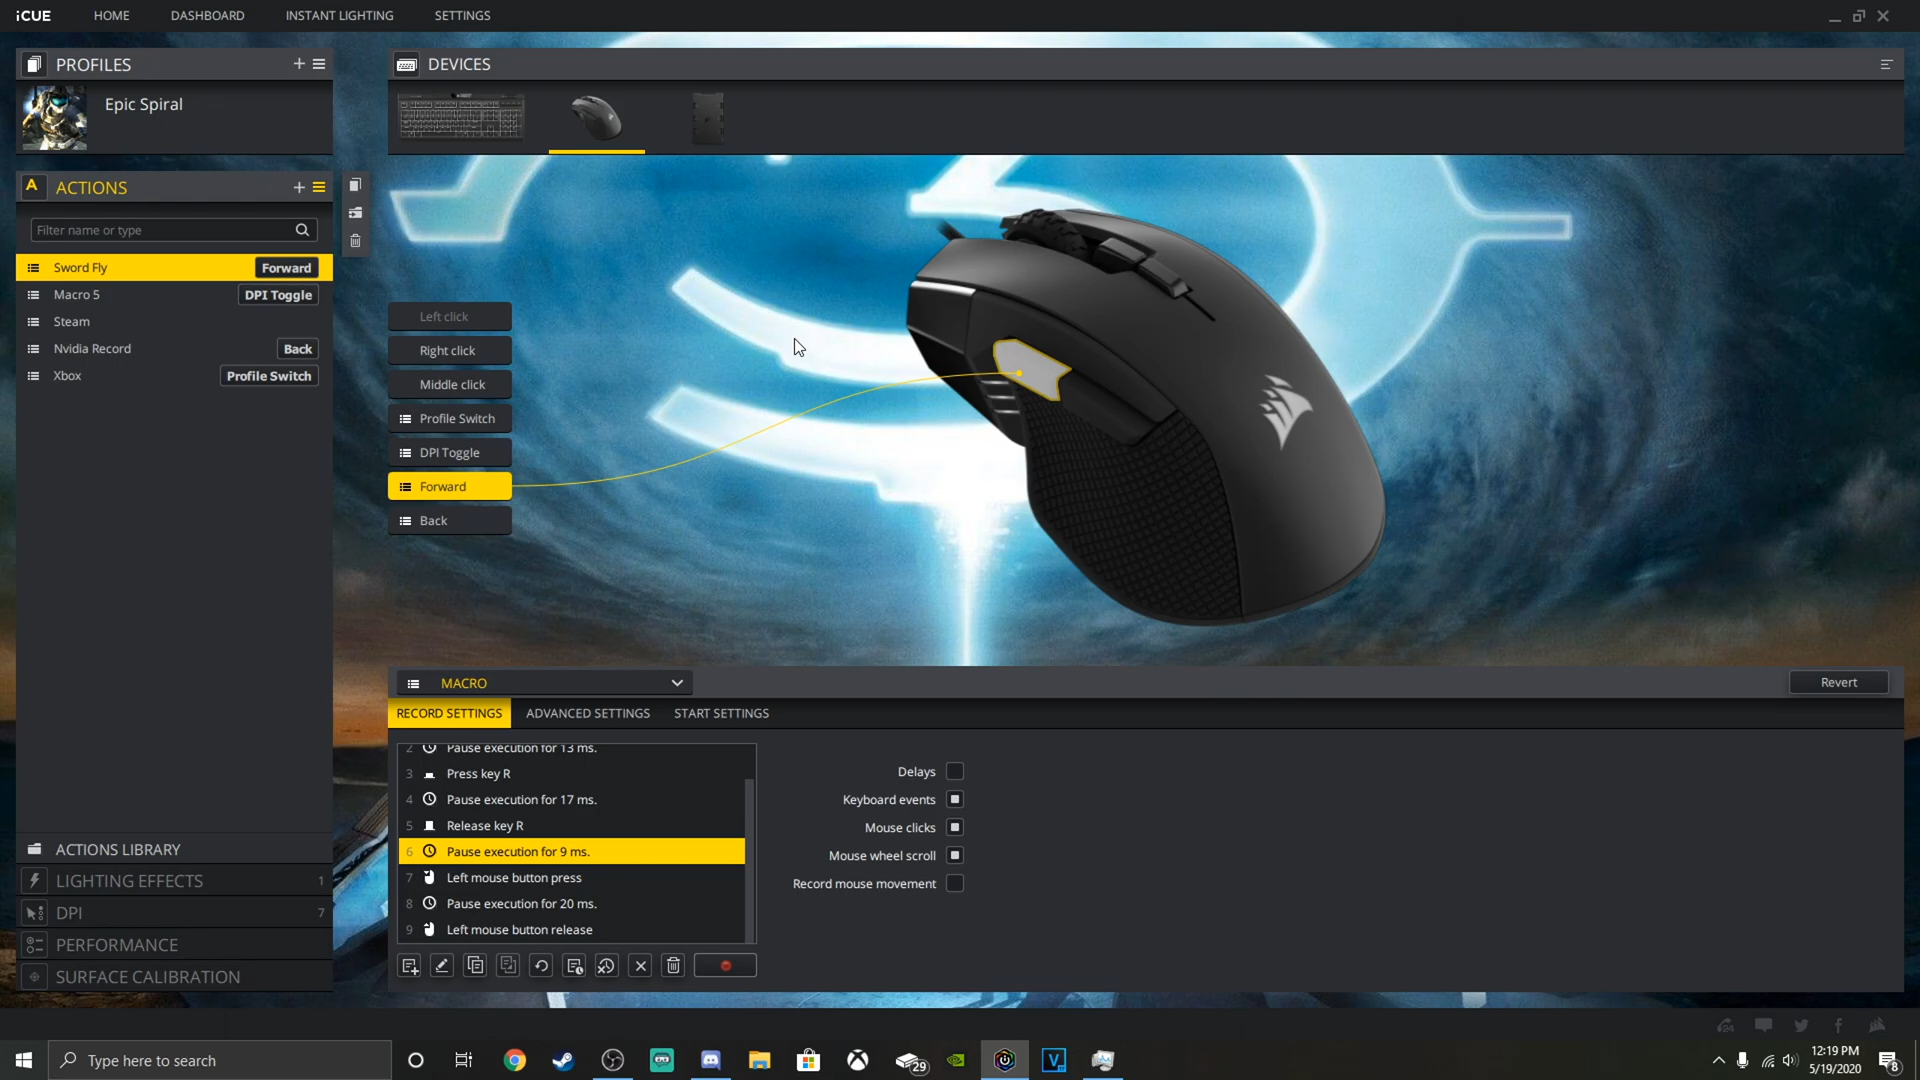 iCUE HOME DASHBOARD INSTANT LIGHTING SETTINGS
PROFILES
Epic Spiral
DEVICES
ACTIONS
Filter name or type
Sword Fly Forward
Macro 5 DPI Toggle
Steam
Nvidia Record Back
Xbox Profile Switch
Left click
Right click
Middle click
Profile Switch
DPI Toggle
Forward
Back
MACRO
Revert
RECORD SETTINGS ADVANCED SETTINGS START SETTINGS
2 Pause execution for 13 ms.
3 Press key R
4 Pause execution for 17 ms.
5 Release key R
6 Pause execution for 9 ms.
7 Left mouse button press
8 Pause execution for 20 ms.
9 Left mouse button release
Delays
Keyboard events
Mouse clicks
Mouse wheel scroll
Record mouse movement
ACTIONS LIBRARY
LIGHTING EFFECTS 1
DPI 7
PERFORMANCE
SURFACE CALIBRATION
Type here to search
29
12:19 PM
5/19/2020
8